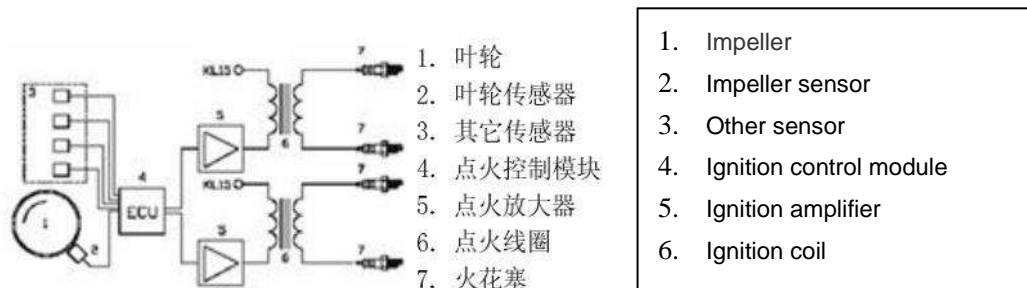 7
KL15
1. 叶轮
2. 叶轮传感器
3
5
7
3. 其它传感器
6
7
4. 点火控制模块
4
KL15
ECU
5. 点火放大器
1
5
6. 点火线圈
2
6
7
7. 火花塞
1. Impeller
2. Impeller sensor
3. Other sensor
4. Ignition control module
5. Ignition amplifier
6. Ignition coil